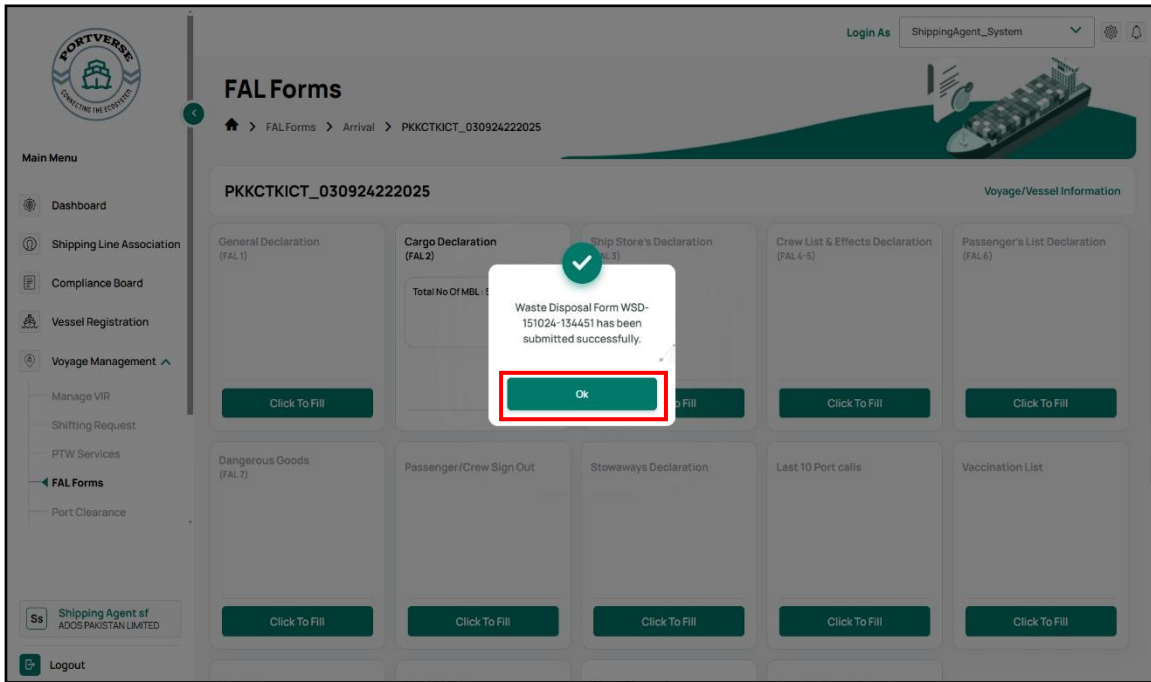 PORTVERSE
CONNECTING THE ECOSYSTEM
Login As ShippingAgent_System
FAL Forms
> FAL Forms > Arrival > PKKCTKICT_030924222025
Main Menu
Dashboard
Shipping Line Association
Compliance Board
Vessel Registration
Voyage Management
Manage VIR
Shifting Request
PTW Services
FAL Forms
Port Clearance
Ss Shipping Agent sf
ADOS PAKISTAN LIMITED
Logout
PKKCTKICT_030924222025 Voyage/Vessel Information
General Declaration
(FAL 1)
Click To Fill
Cargo Declaration
(FAL 2)
Total No Of MBL :
Ship Store's Declaration
AL 3)
o Fill
Crew List & Effects Declaration
(FAL 4-5)
Click To Fill
Passenger's List Declaration
(FAL 6)
Click To Fill
Waste Disposal Form WSD-
151024-134451 has been
submitted successfully.
Ok
Dangerous Goods
(FAL 7)
Click To Fill
Passenger/Crew Sign Out
Click To Fill
Stowaways Declaration
Click To Fill
Last 10 Port calls
Click To Fill
Vaccination List
Click To Fill